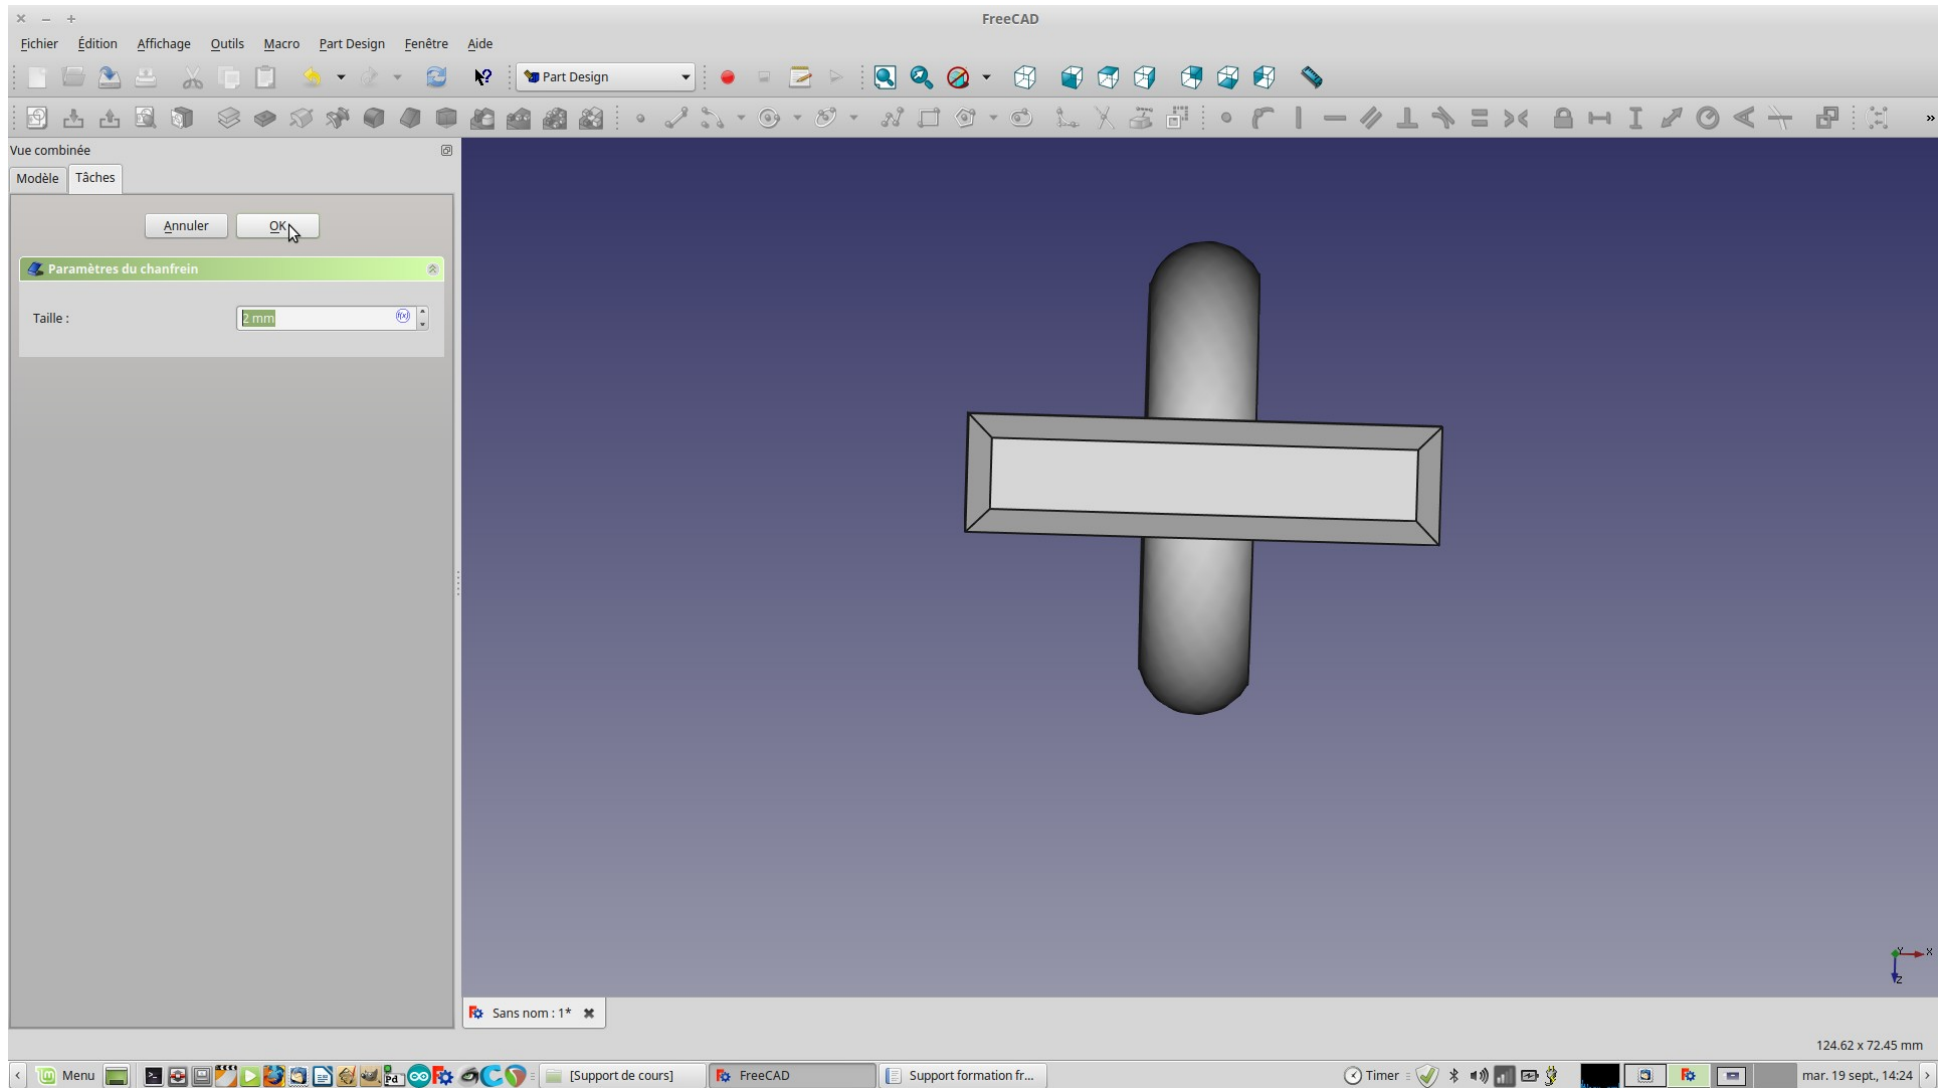 FreeCAD
Fichier Édition Affichage Outils Macro Part Design Fenêtre Aide
Part Design
Vue combinée
Modèle Tâches
Annuler OK
Paramètres du chanfrein
Taille : 2 mm
Y X
Z
Sans nom : 1*
124.62 x 72.45 mm
Menu Pd [Support de cours] FreeCAD Support formation fr... Timer mar. 19 sept., 14:24